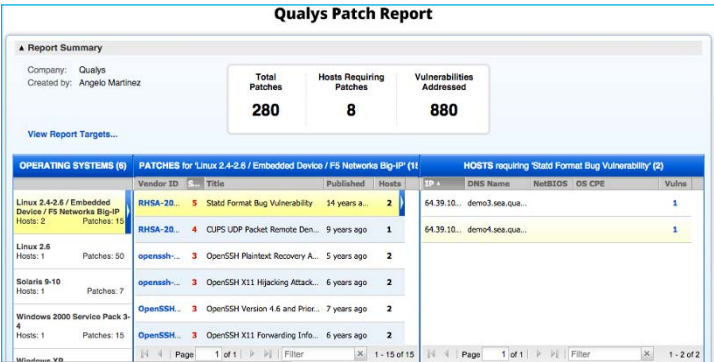 Qualys Patch Report
▲ Report Summary
Company: Qualys
Created by: Angelo Martinez
Total Patches
280
Hosts Requiring Patches
8
Vulnerabilities Addressed
880
View Report Targets...
OPERATING SYSTEMS (6)
Linux 2.4-2.6 / Embedded
Device / F5 Networks Big-IP
Hosts: 2 Patches: 15
Linux 2.6
Hosts: 1 Patches: 50
Solaris 9-10
Hosts: 1 Patches: 7
Windows 2000 Service Pack 3-
4
Hosts: 1 Patches: 15
Windows XP
PATCHES for 'Linux 2.4-2.6 / Embedded Device / F5 Networks Big-IP' (15
Vendor ID S... Title Published Hosts
RHSA-20... 5 Statd Format Bug Vulnerability 14 years a... 2
RHSA-20... 4 CUPS UDP Packet Remote Den... 9 years ago 1
openssh-... 3 OpenSSH Plaintext Recovery A... 5 years ago 2
openssh-... 3 OpenSSH X11 Hijacking Attack... 6 years ago 2
OpenSSH... 3 OpenSSH Version 4.6 and Prior... 7 years ago 2
OpenSSH... 3 OpenSSH X11 Forwarding Info... 6 years ago 2
Page 1 of 1 Filter 1 - 15 of 15
HOSTS requiring 'Statd Format Bug Vulnerability' (2)
IP DNS Name NetBIOS OS CPE Vulns
64.39.10... demo3.sea.qua... 1
64.39.10... demo4.sea.qua... 1
Page 1 of 1 Filter 1 - 2 of 2